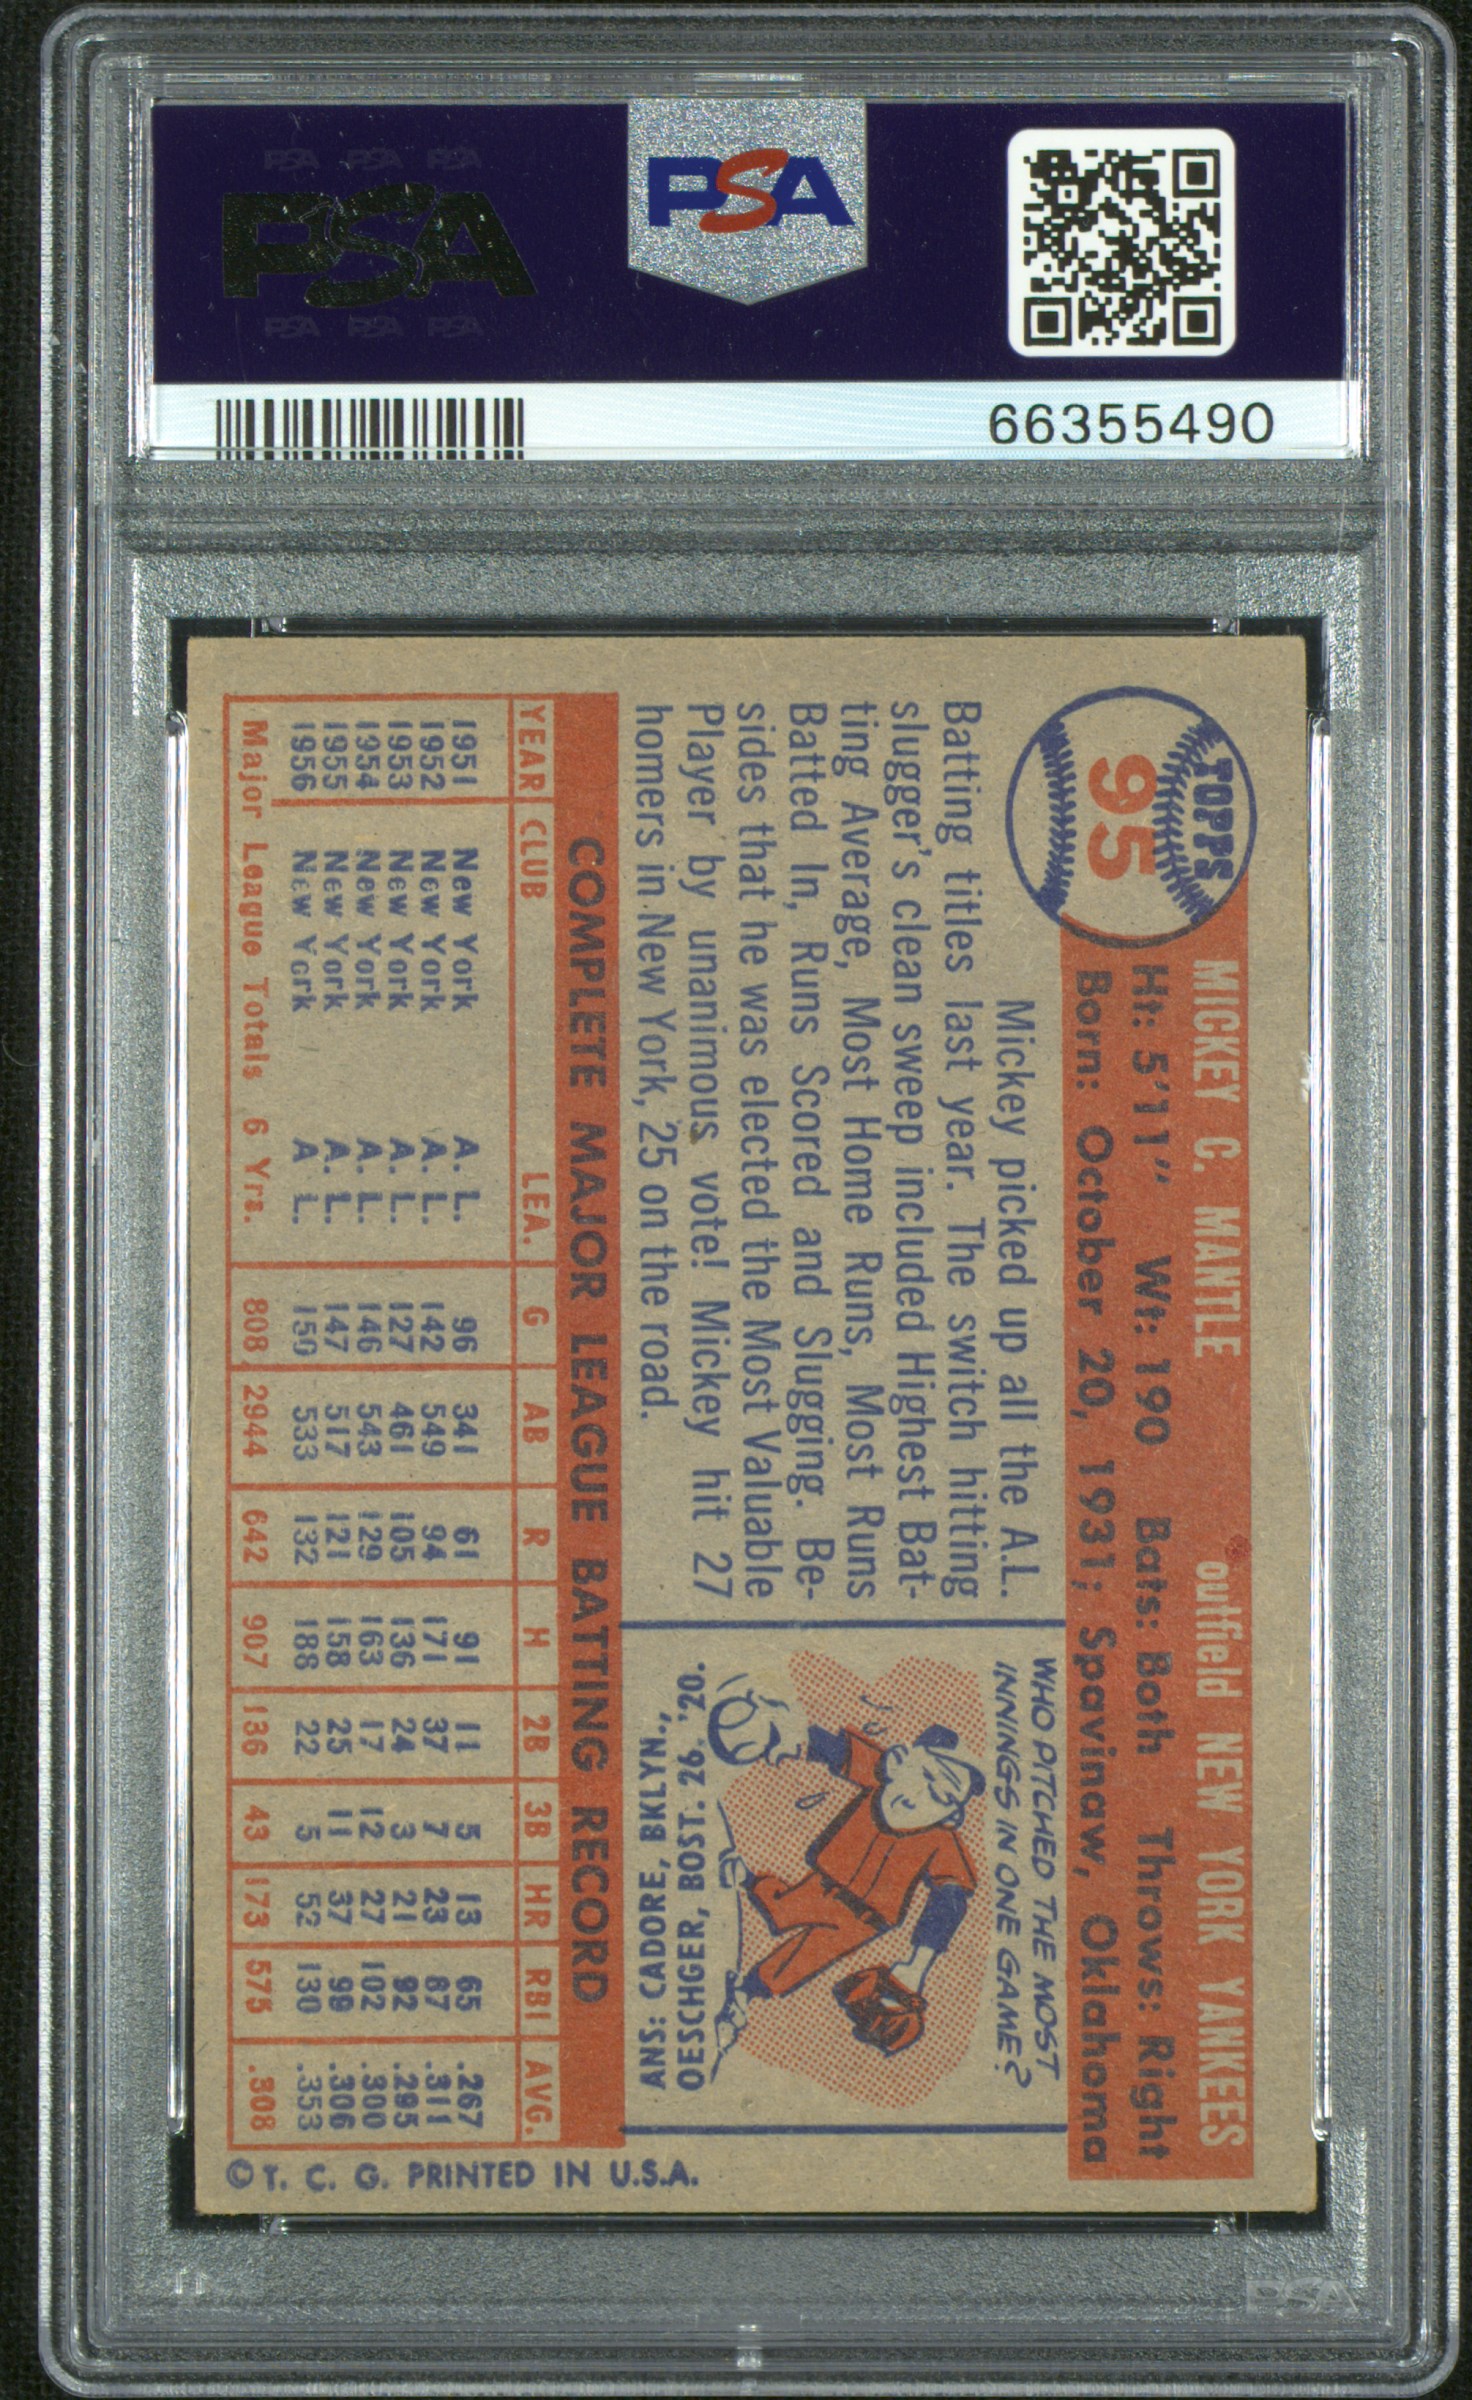 PSA PSA PSA
PSA
PSA PSA PSA
PSA
66355490
TOPPS
95
MICKEY C. MANTLE outfield NEW YORK YANKEES
Ht: 5'11" Wt: 190 Bats: Both Throws: Right
Born: October 20, 1931; Spavinaw, Oklahoma
Mickey picked up all the A.L.
Batting titles last year. The switch hitting
slugger's clean sweep included Highest Bat-
ting Average, Most Home Runs, Most Runs
Batted In, Runs Scored and Slugging. Be-
sides that he was elected the Most Valuable
Player by unanimous vote! Mickey hit 27
homers in New York, 25 on the road.
WHO PITCHED THE MOST
INNINGS IN ONE GAME?
OESCHGER, BOST. 26 '20.
ANS: CADORE, BKLYN.,
COMPLETE MAJOR LEAGUE BATTING RECORD
YEAR CLUB LEA. G AB R H 2B 3B HR RBI AVG.
1951 New York A. L. 96 341 61 91 11 5 13 65 .267
1952 New York A. L. 142 549 94 171 37 7 23 87 .311
1953 New York A. L. 127 461 105 136 24 3 21 92 .295
1954 New York A. L. 146 543 129 163 17 12 27 102 .300
1955 New York A. L. 147 517 121 158 25 11 37 99 .306
1956 New York A L. 150 533 132 188 22 5 52 130 .353
Major League Totals 6 Yrs. 808 2944 642 907 136 43 173 575 .308
© T. C. G. PRINTED IN U.S.A.
PSA